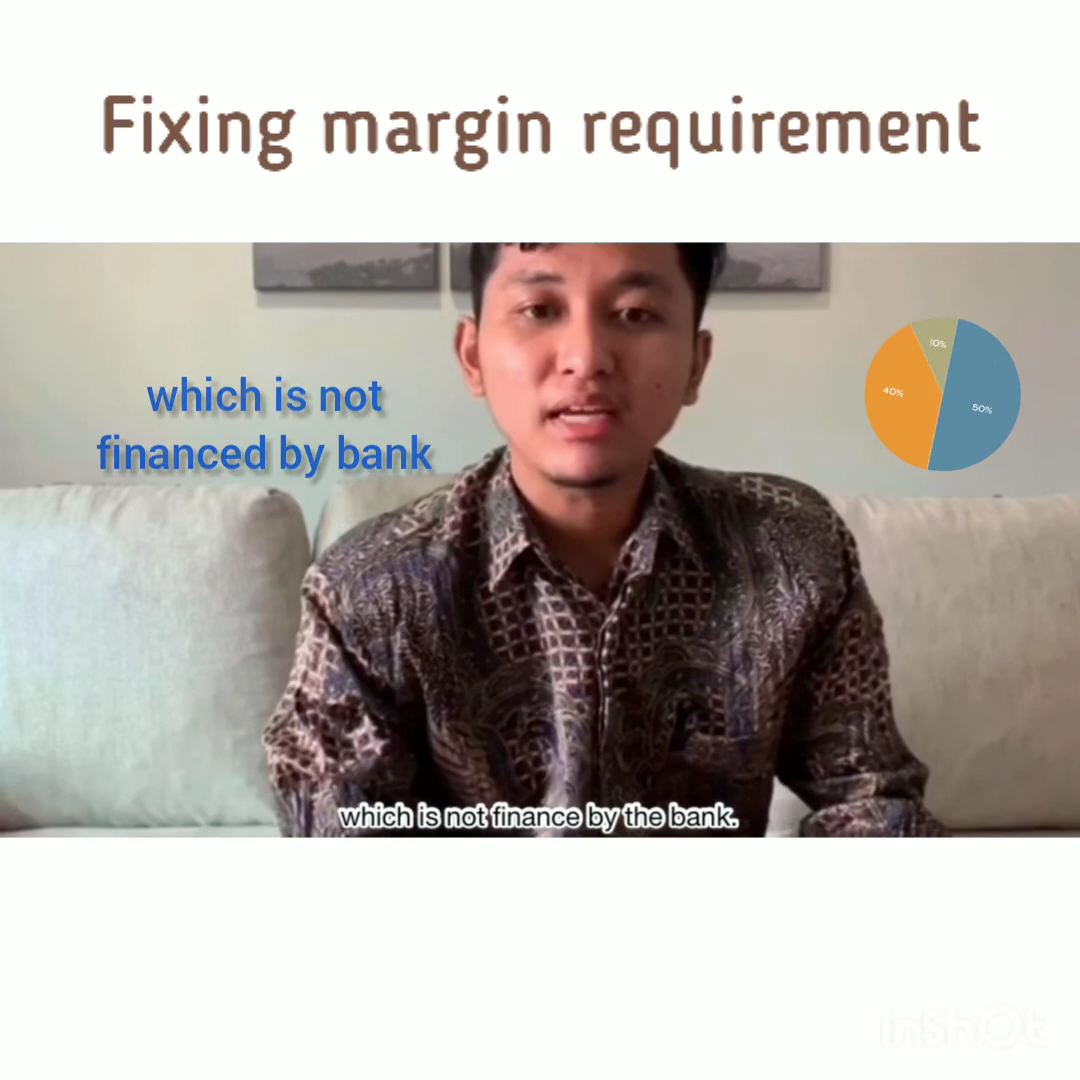 Fixing margin requirement
10%
40%
50%
which is not
financed by bank
which is not finance by the bank.
InShOt